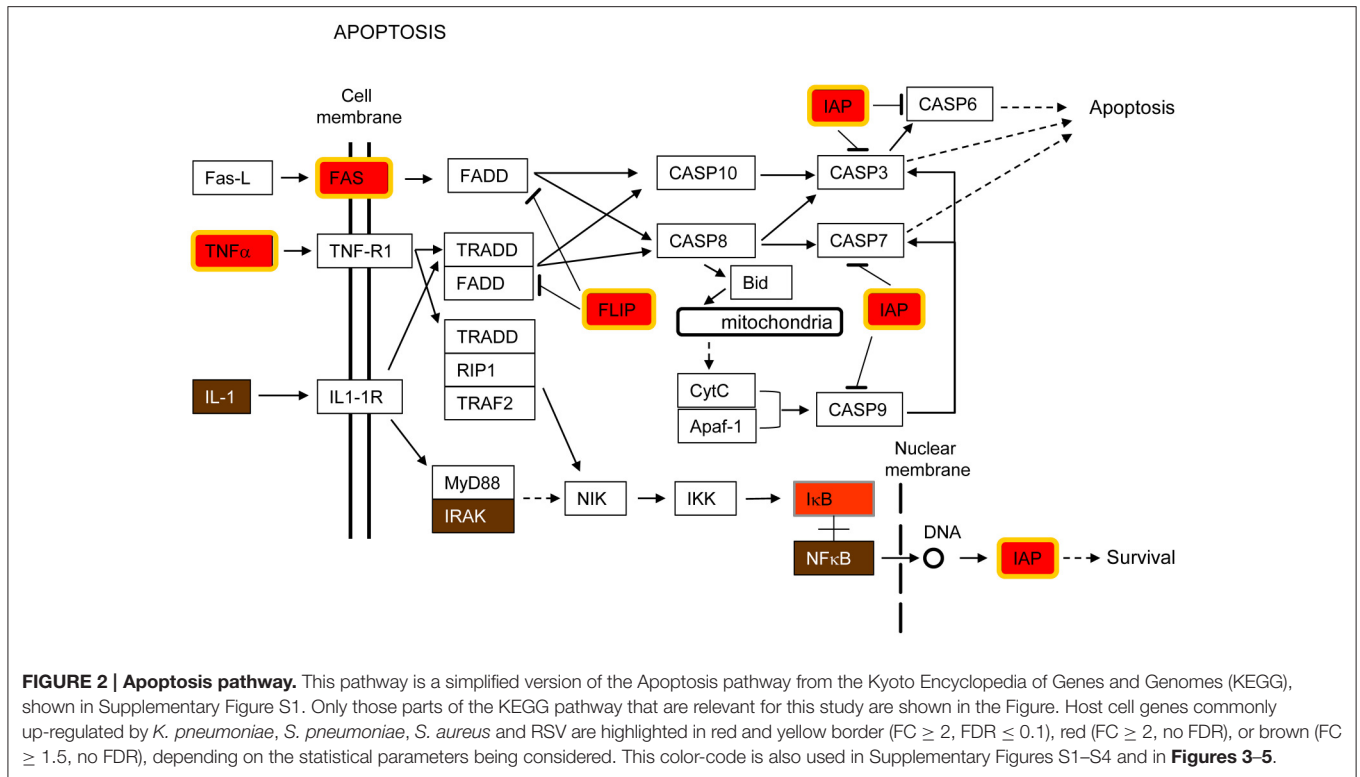 APOPTOSIS
Cell
membrane
IAP
CASP6
Apoptosis
Fas-L
FAS
FADD
CASP10
CASP3
TNFα
TNF-R1
TRADD
FADD
CASP8
CASP7
Bid
FLIP
IAP
mitochondria
TRADD
RIP1
TRAF2
IL-1
IL1-1R
CytC
Apaf-1
CASP9
Nuclear
membrane
MyD88
IRAK
NIK
IKK
IκB
DNA
NFκB
IAP
Survival
FIGURE 2 | Apoptosis pathway. This pathway is a simplified version of the Apoptosis pathway from the Kyoto Encyclopedia of Genes and Genomes (KEGG),
shown in Supplementary Figure S1. Only those parts of the KEGG pathway that are relevant for this study are shown in the Figure. Host cell genes commonly
up-regulated by K. pneumoniae, S. pneumoniae, S. aureus and RSV are highlighted in red and yellow border (FC ≥ 2, FDR ≤ 0.1), red (FC ≥ 2, no FDR), or brown (FC
≥ 1.5, no FDR), depending on the statistical parameters being considered. This color-code is also used in Supplementary Figures S1–S4 and in Figures 3–5.